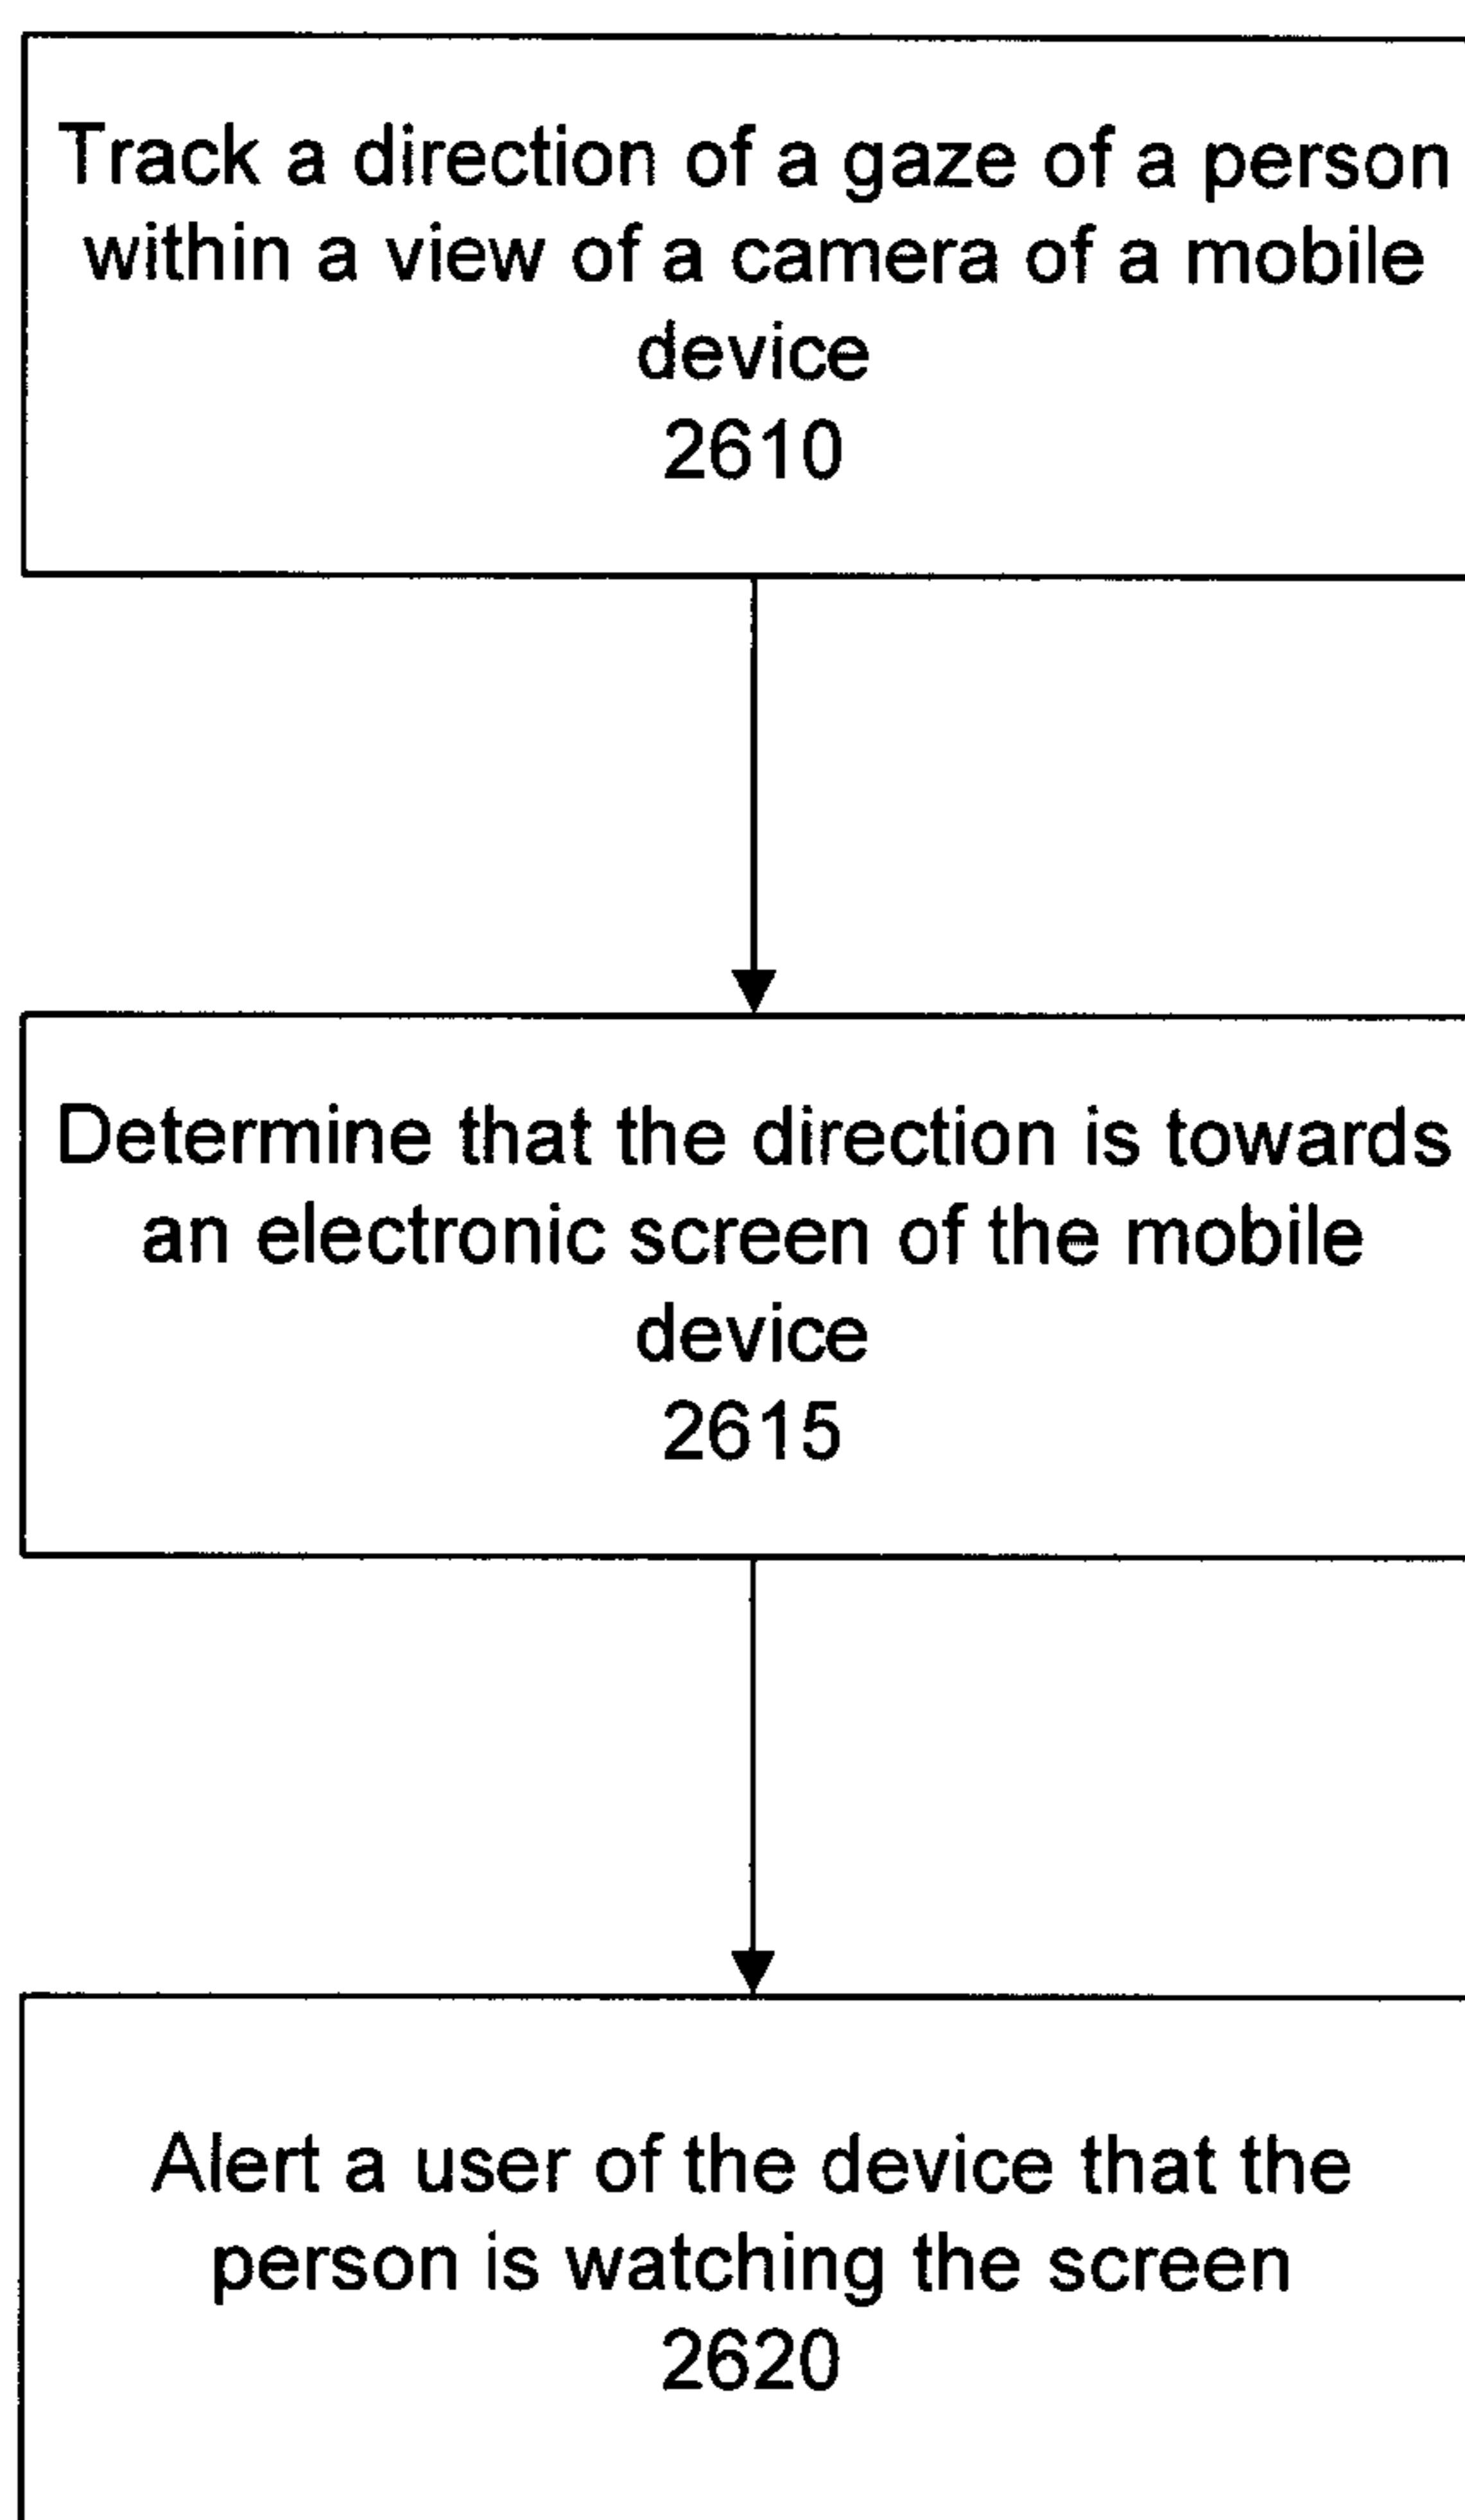 Track a direction of a gaze of a person
within a view of a camera of a mobile
device
2610
Determine that the direction is towards
an electronic screen of the mobile
device
2615
Alert a user of the device that the
person is watching the screen
2620